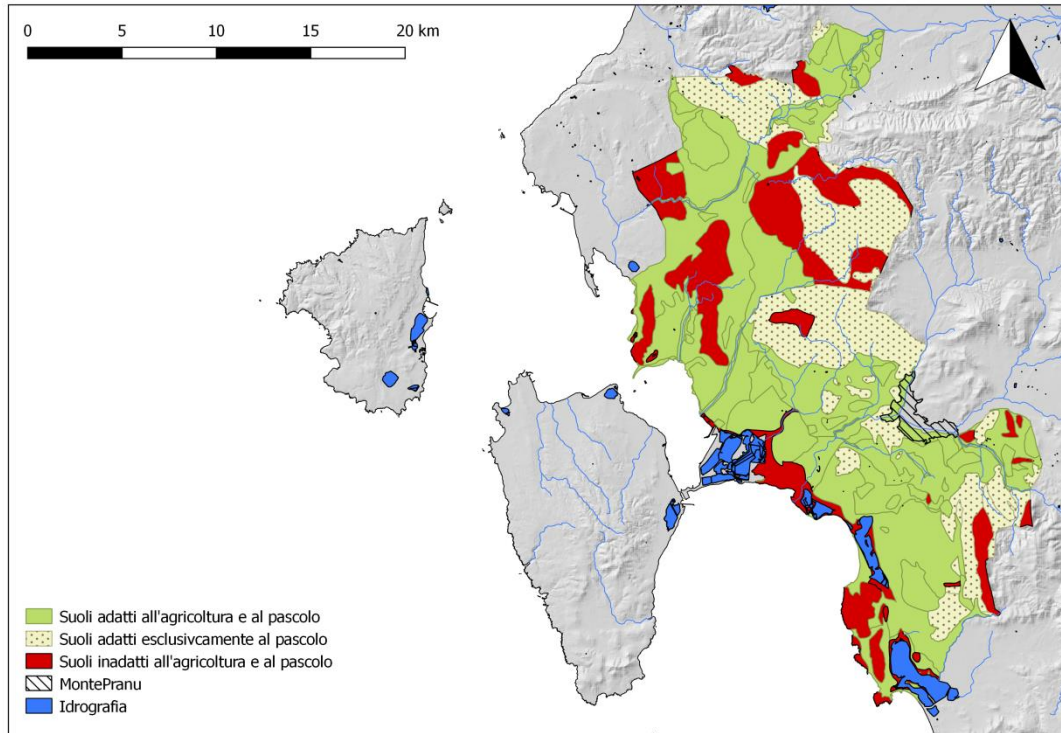 0 5 10 15 20 km
Suoli adatti all'agricoltura e al pascolo
Suoli adatti esclusivcamente al pascolo
Suoli inadatti all'agricoltura e al pascolo
MontePranu
Idrografia